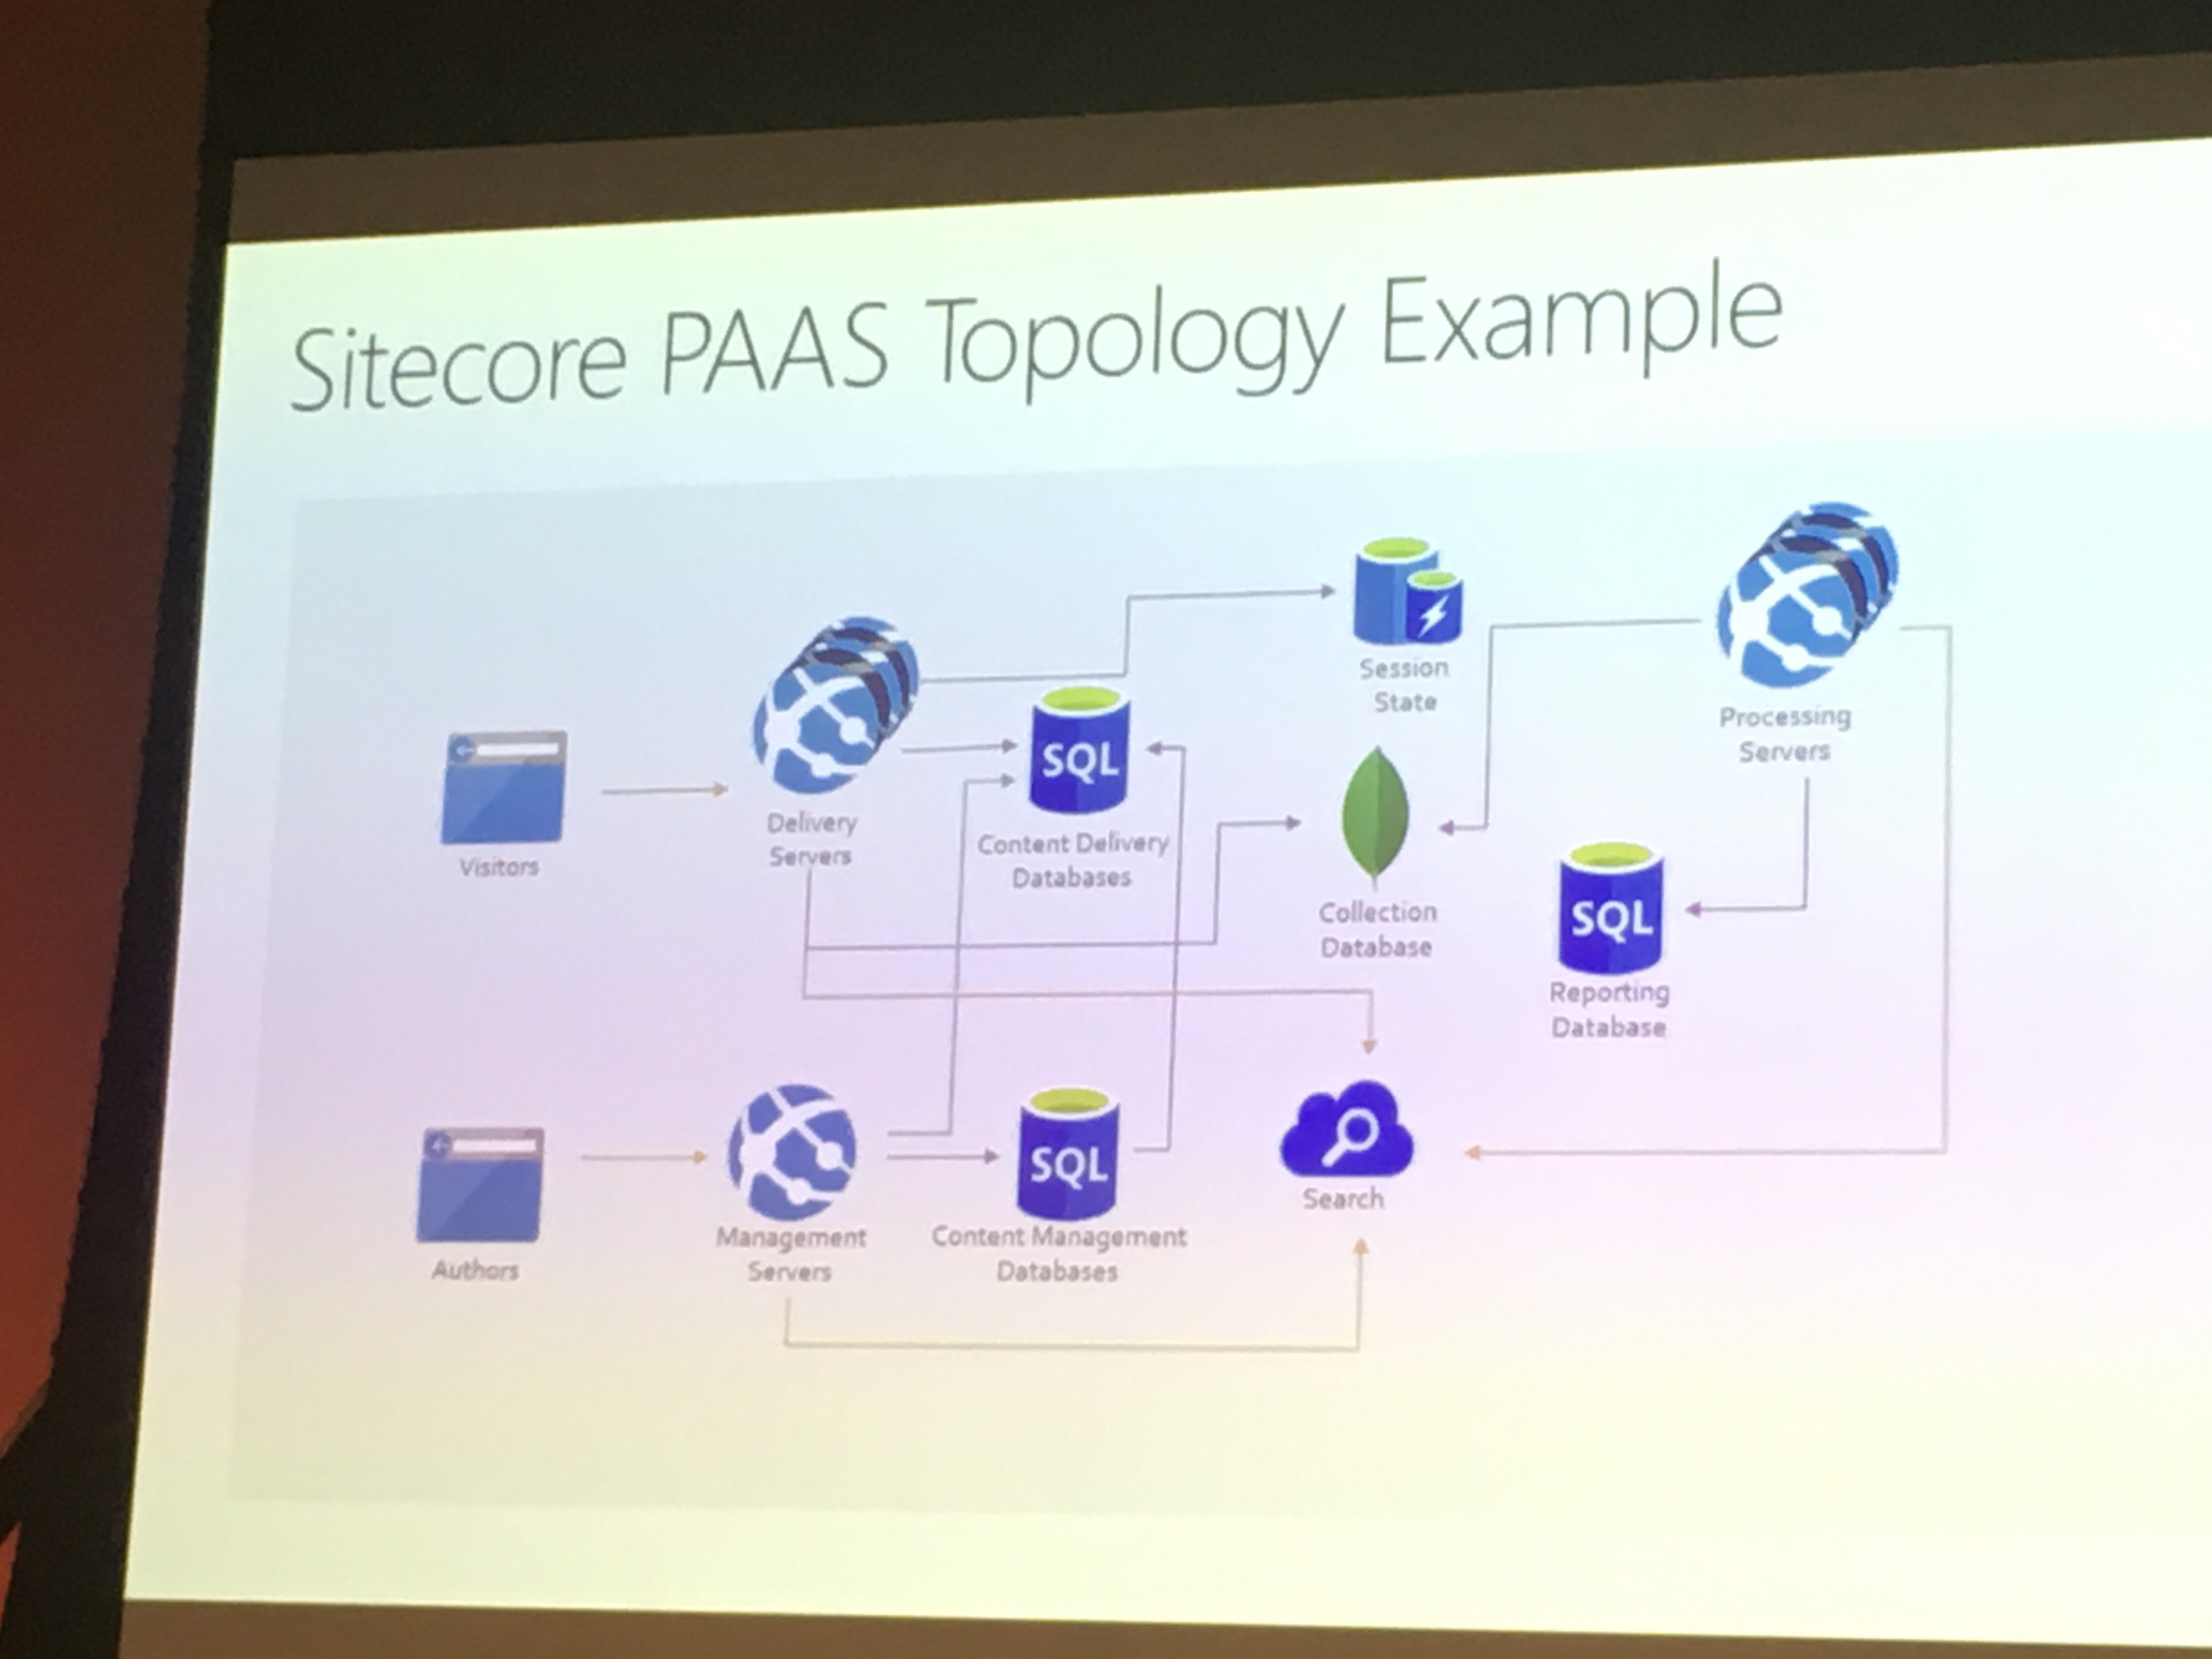 Sitecore PAAS Topology Example
Session
State
Processing
Servers
SQL
Delivery
Servers
Visitors
Content Delivery
Databases
Collection
Database
SQL
Reporting
Database
SQL
Search
Authors
Management
Servers
Content Management
Databases